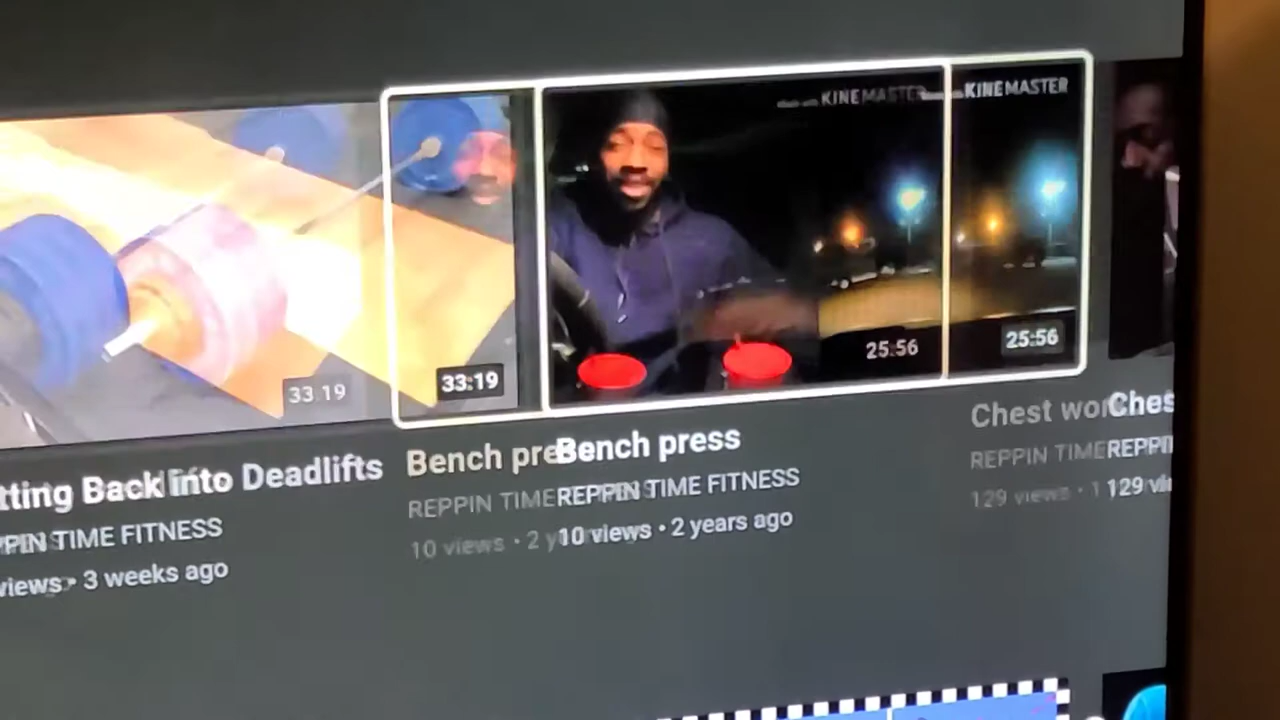 KINEMASTER
KINEMASTER
33 19
33:19
25:56
25:56
Back into Deadlifts
TIME FITNESS
views • 3 weeks ago
Bench pre
REPPIN TIME
10 views • 2 y
Bench press
REPPIN TIME FITNESS
10 views • 2 years ago
Chest wor
REPPIN TIME
129 views • 1
Ches
REPPI
129 vi